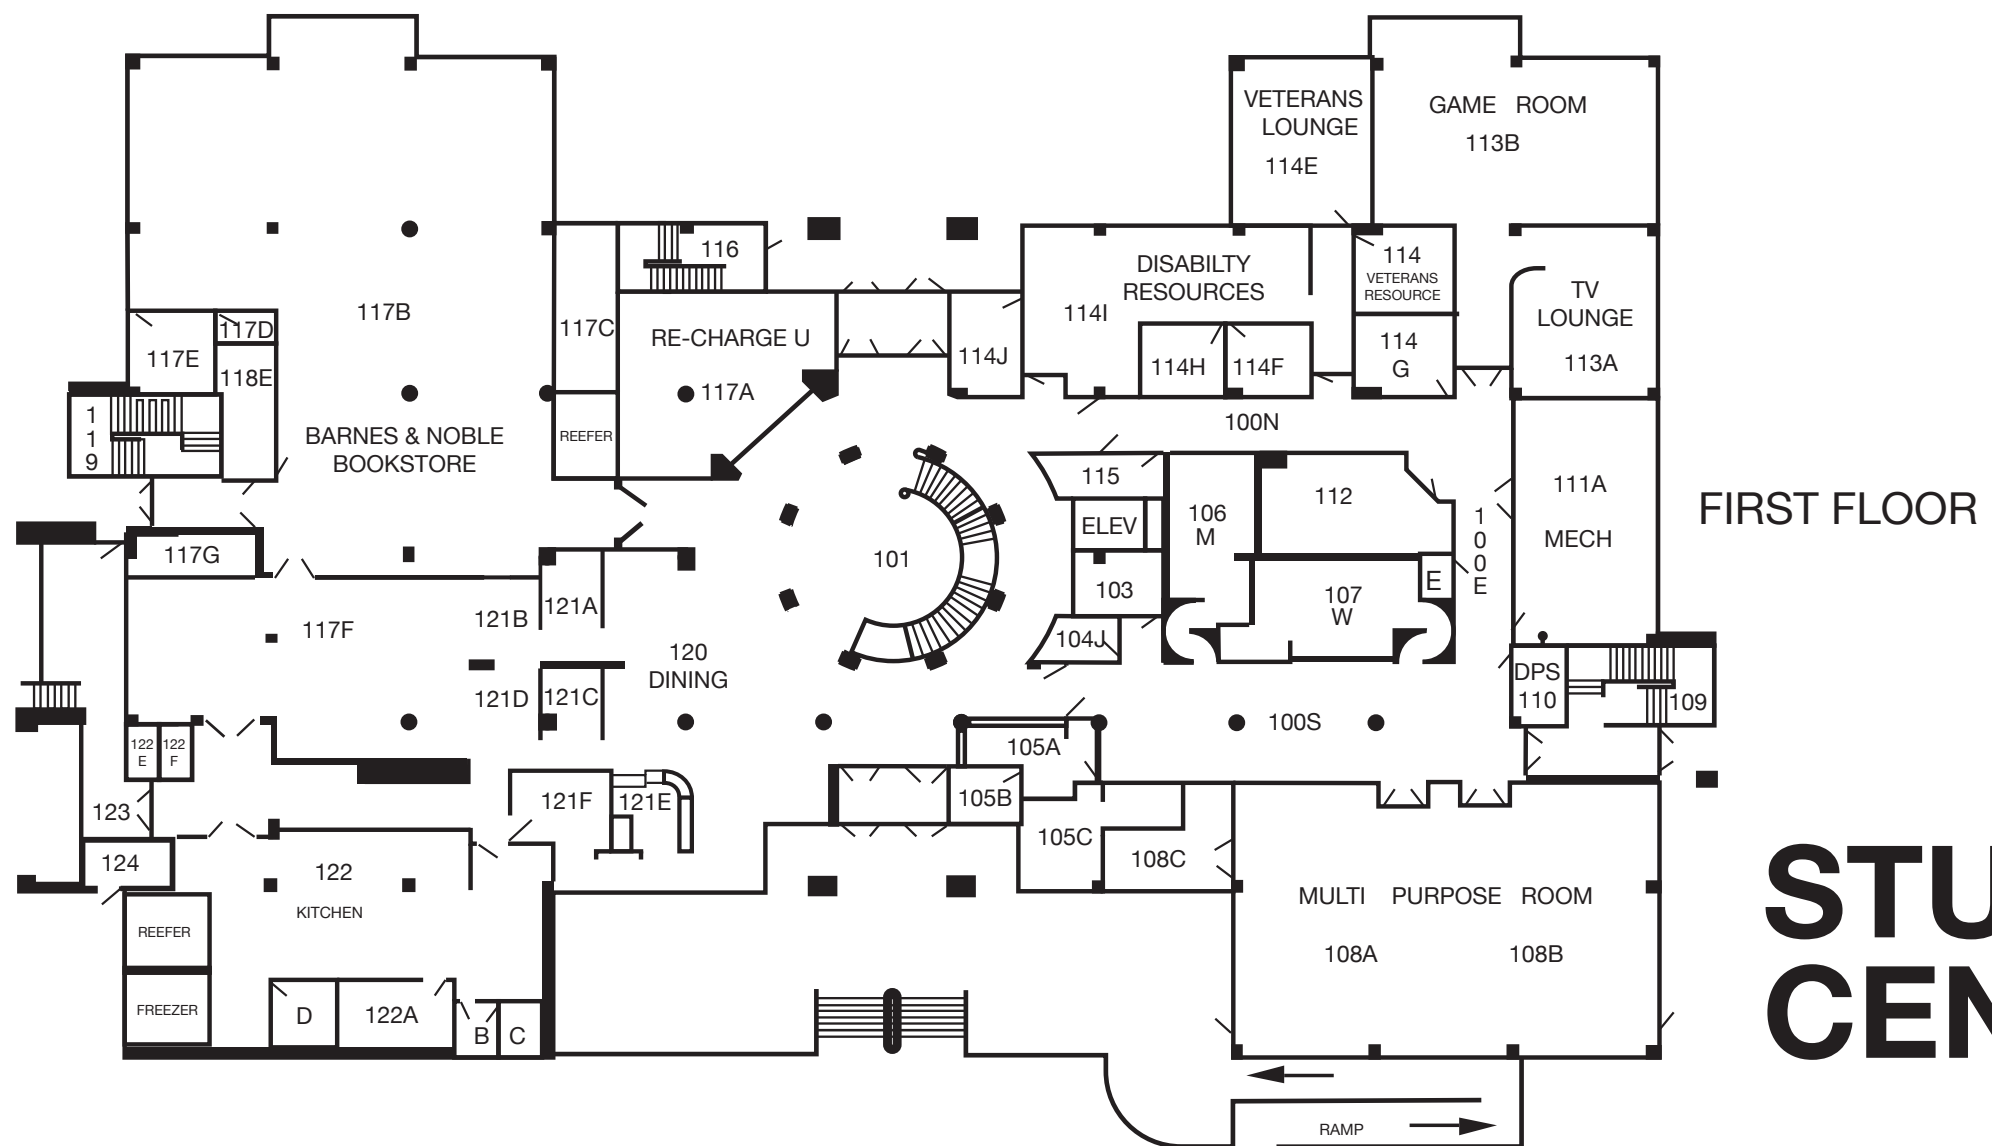 VETERANS
LOUNGE
114E
GAME ROOM
113B
116
117B
117C
RE-CHARGE U
117A
114J
DISABILTY
RESOURCES
114I
114H
114F
114
VETERANS
RESOURCE
114
G
TV
LOUNGE
113A
117D
117E
118E
1
1
9
BARNES & NOBLE
BOOKSTORE
REEFER
100N
115
ELEV
103
104J
106
M
112
107
W
E
1
0
0
E
111A
MECH
FIRST FLOOR
101
117G
117F
121B
121A
121D
121C
120
DINING
DPS
110
109
100S
122
E
122
F
123
124
121F
121E
105A
105B
105C
108C
122
KITCHEN
REEFER
FREEZER
D
122A
B
C
MULTI PURPOSE ROOM
108A
108B
STU
CEN
RAMP